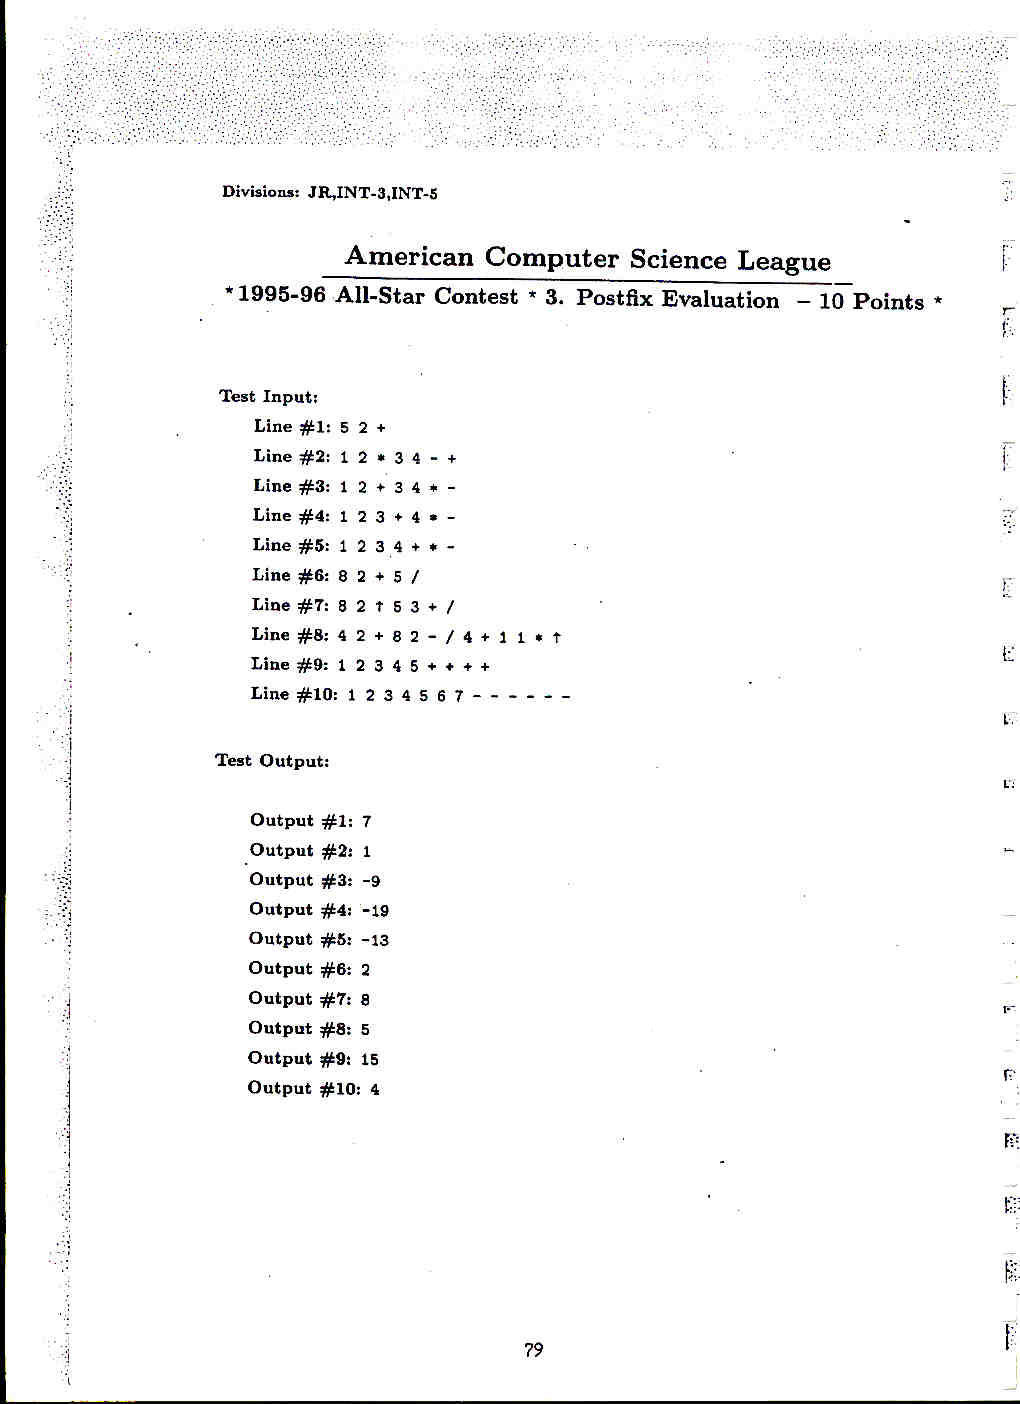 Divisions: JR,INT-3,INT-5
American Computer Science League
*1995-96 All-Star Contest * 3. Postfix Evaluation – 10 Points *
Test Input:
Line #1: 5 2 +
Line #2: 1 2 * 3 4 - +
Line #3: 1 2 + 3 4 * -
Line #4: 1 2 3 + 4 * -
Line #5: 1 2 3 4 + * -
Line #6: 8 2 + 5 /
Line #7: 8 2 ↑ 5 3 + /
Line #8: 4 2 + 8 2 - / 4 + 1 1 * ↑
Line #9: 1 2 3 4 5 + + + +
Line #10: 1 2 3 4 5 6 7 - - - - - -
Test Output:
Output #1: 7
Output #2: 1
Output #3: -9
Output #4: -19
Output #5: -13
Output #6: 2
Output #7: 8
Output #8: 5
Output #9: 15
Output #10: 4
79